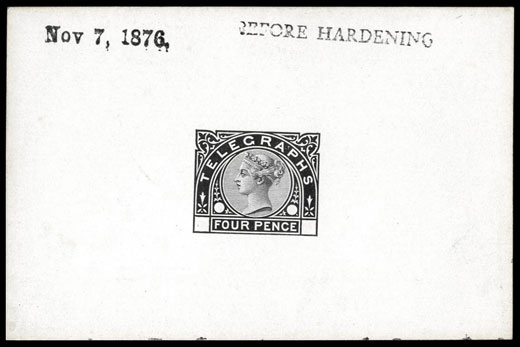 Nov 7, 1876.
BEFORE HARDENING
TELEGRAPHS
FOUR PENCE